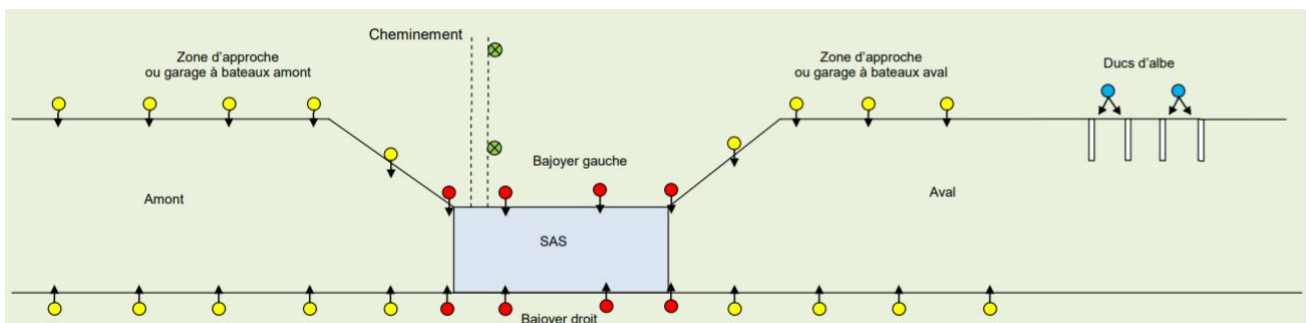 Cheminement
Zone d'approche
ou garage à bateaux amont
Zone d'approche
ou garage à bateaux aval
Ducs d'albe
Bajoyer gauche
Amont
Aval
SAS
Bajoyer droit